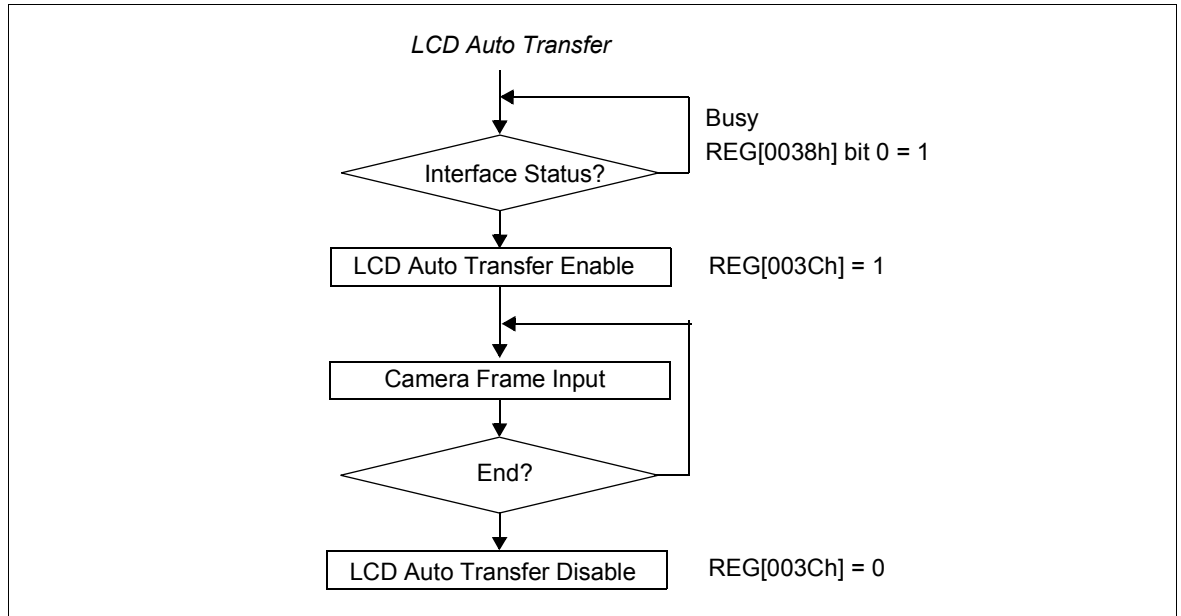 LCD Auto Transfer
Busy
REG[0038h] bit 0 = 1
Interface Status?
LCD Auto Transfer Enable
REG[003Ch] = 1
Camera Frame Input
End?
LCD Auto Transfer Disable
REG[003Ch] = 0